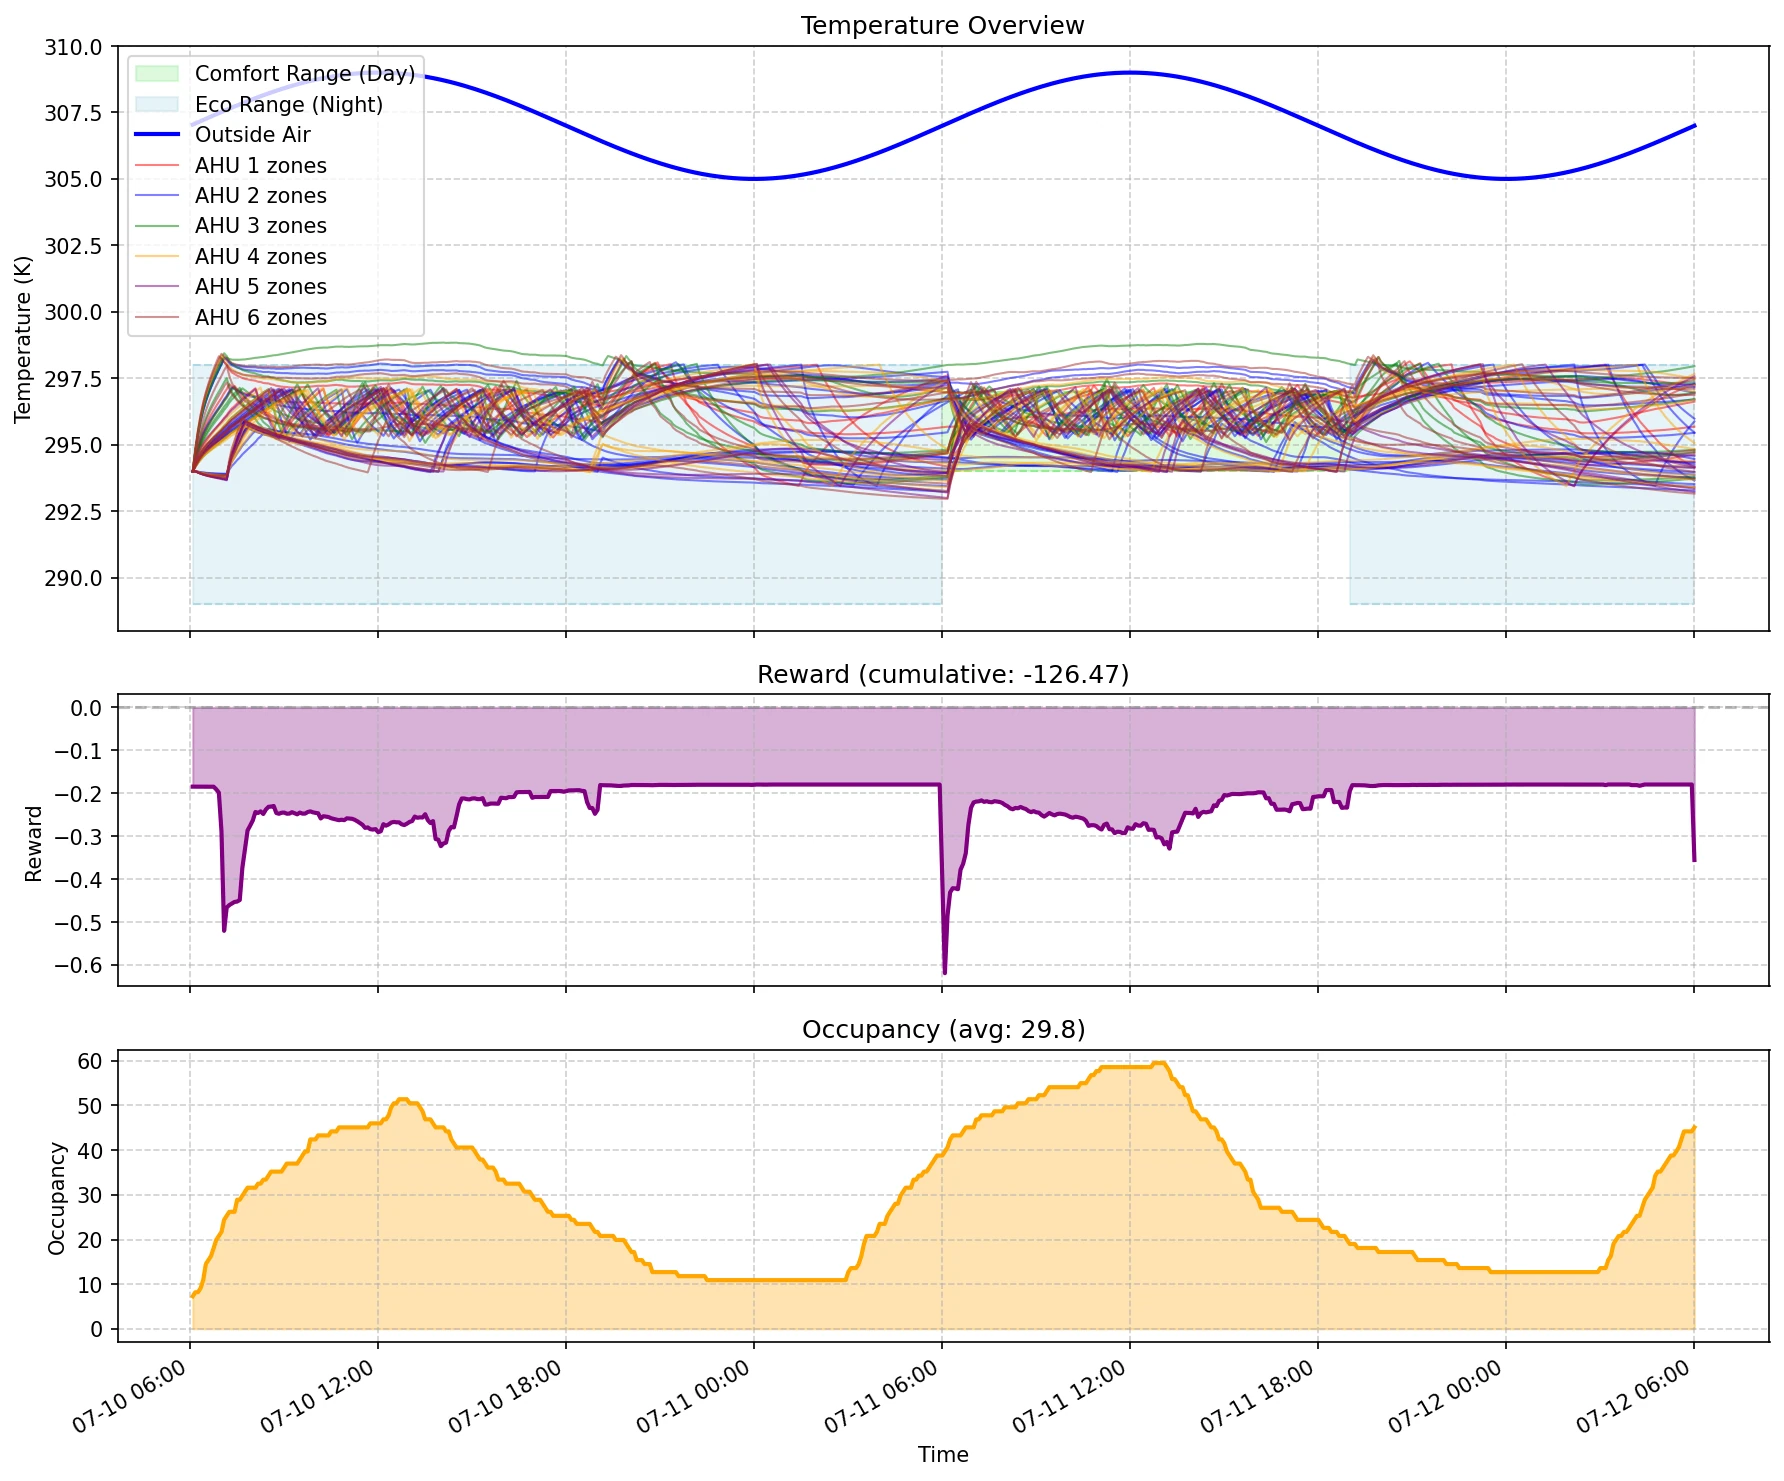 Temperature Overview
310.0
307.5
305.0
302.5
300.0
297.5
295.0
292.5
290.0
Temperature (K)
Comfort Range (Day)
Eco Range (Night)
Outside Air
AHU 1 zones
AHU 2 zones
AHU 3 zones
AHU 4 zones
AHU 5 zones
AHU 6 zones
Reward (cumulative: -126.47)
0.0
−0.1
−0.2
−0.3
−0.4
−0.5
−0.6
Reward
Occupancy (avg: 29.8)
60
50
40
30
20
10
0
Occupancy
07-10 06:00
07-10 12:00
07-10 18:00
07-11 00:00
07-11 06:00
07-11 12:00
07-11 18:00
07-12 00:00
07-12 06:00
Time